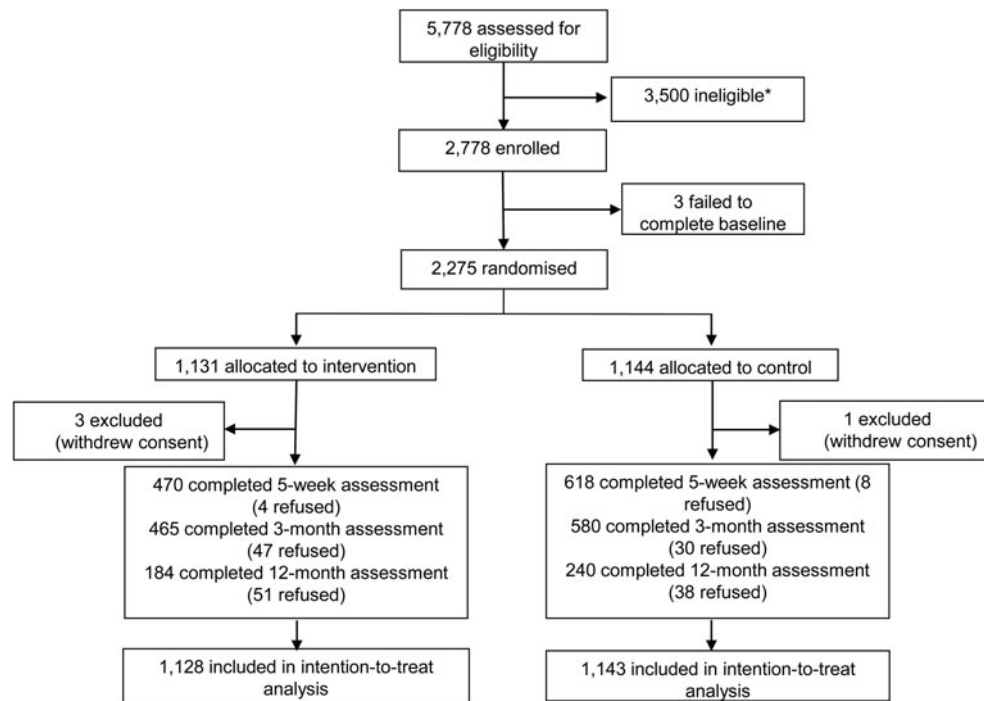 5,778 assessed for
eligibility
3,500 ineligible*
2,778 enrolled
3 failed to
complete baseline
2,275 randomised
1,131 allocated to intervention
1,144 allocated to control
3 excluded
(withdrew consent)
1 excluded
(withdrew consent)
470 completed 5-week assessment
(4 refused)
465 completed 3-month assessment
(47 refused)
184 completed 12-month assessment
(51 refused)
618 completed 5-week assessment (8
refused)
580 completed 3-month assessment
(30 refused)
240 completed 12-month assessment
(38 refused)
1,128 included in intention-to-treat
analysis
1,143 included in intention-to-treat
analysis